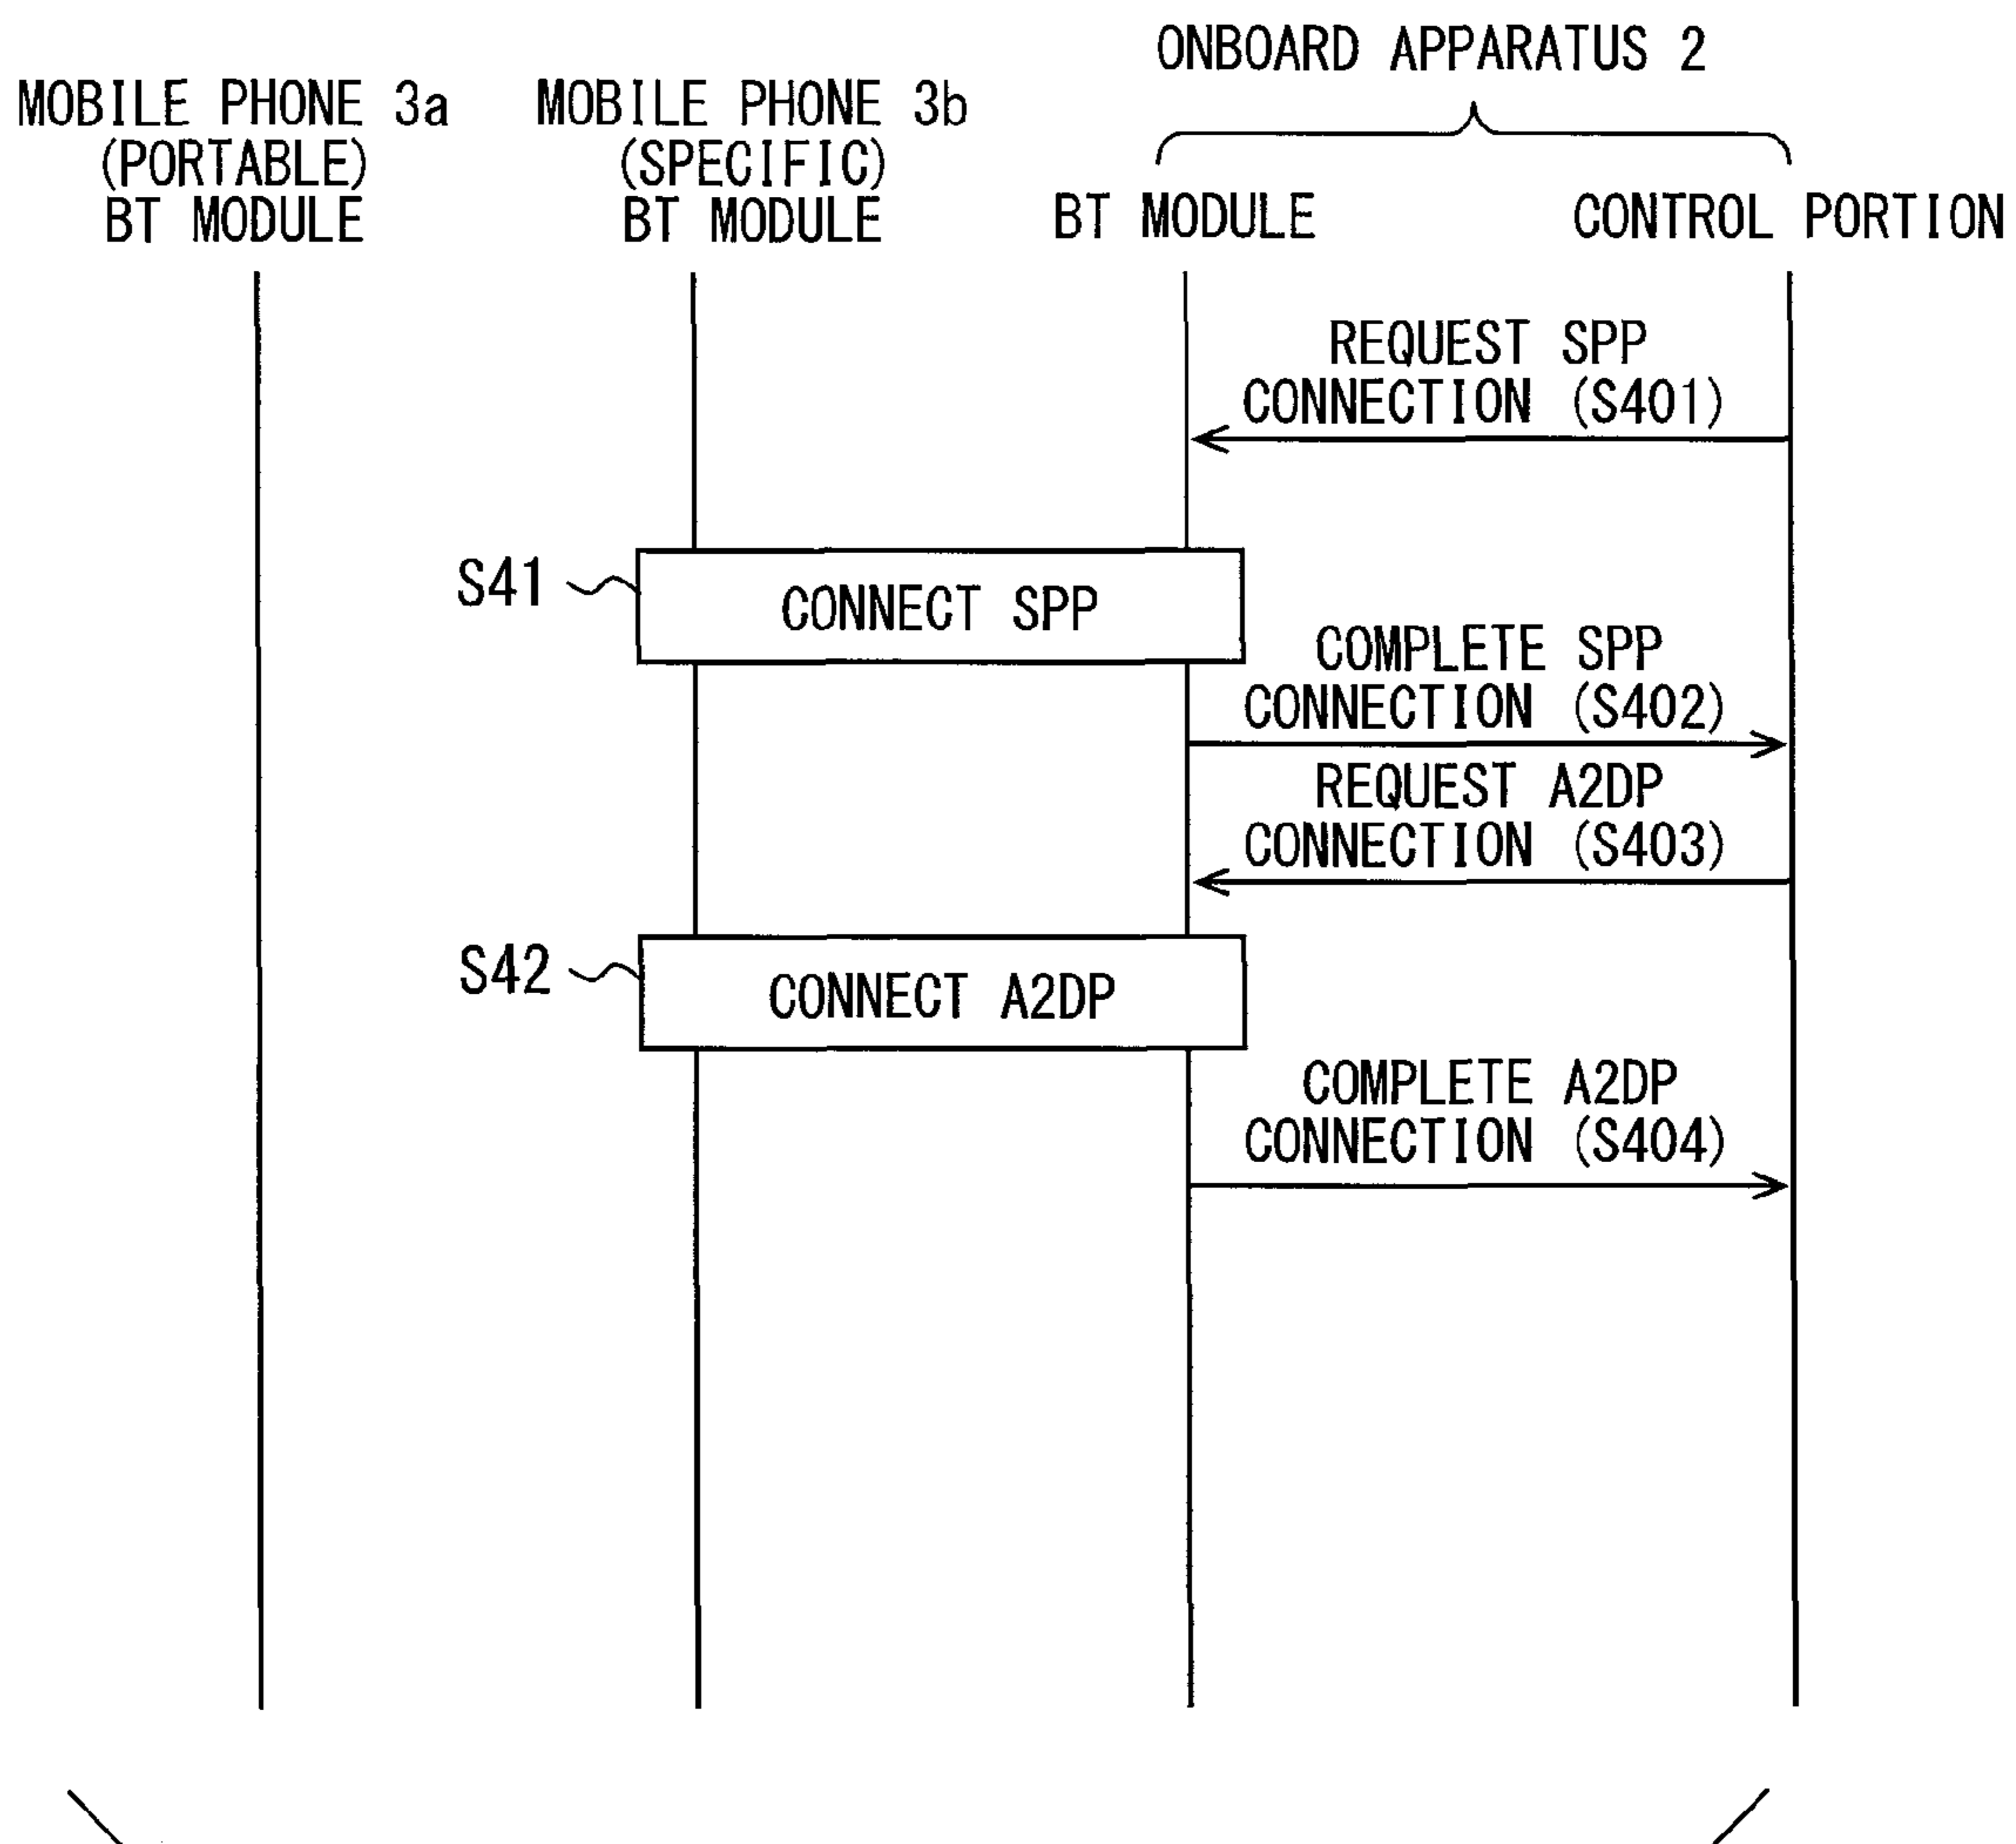 ONBOARD APPARATUS 2
MOBILE PHONE 3a
(PORTABLE)
BT MODULE
MOBILE PHONE 3b
(SPECIFIC)
BT MODULE
BT MODULE
CONTROL PORTION
REQUEST SPP
CONNECTION (S401)
S41
CONNECT SPP
COMPLETE SPP
CONNECTION (S402)
REQUEST A2DP
CONNECTION (S403)
S42
CONNECT A2DP
COMPLETE A2DP
CONNECTION (S404)